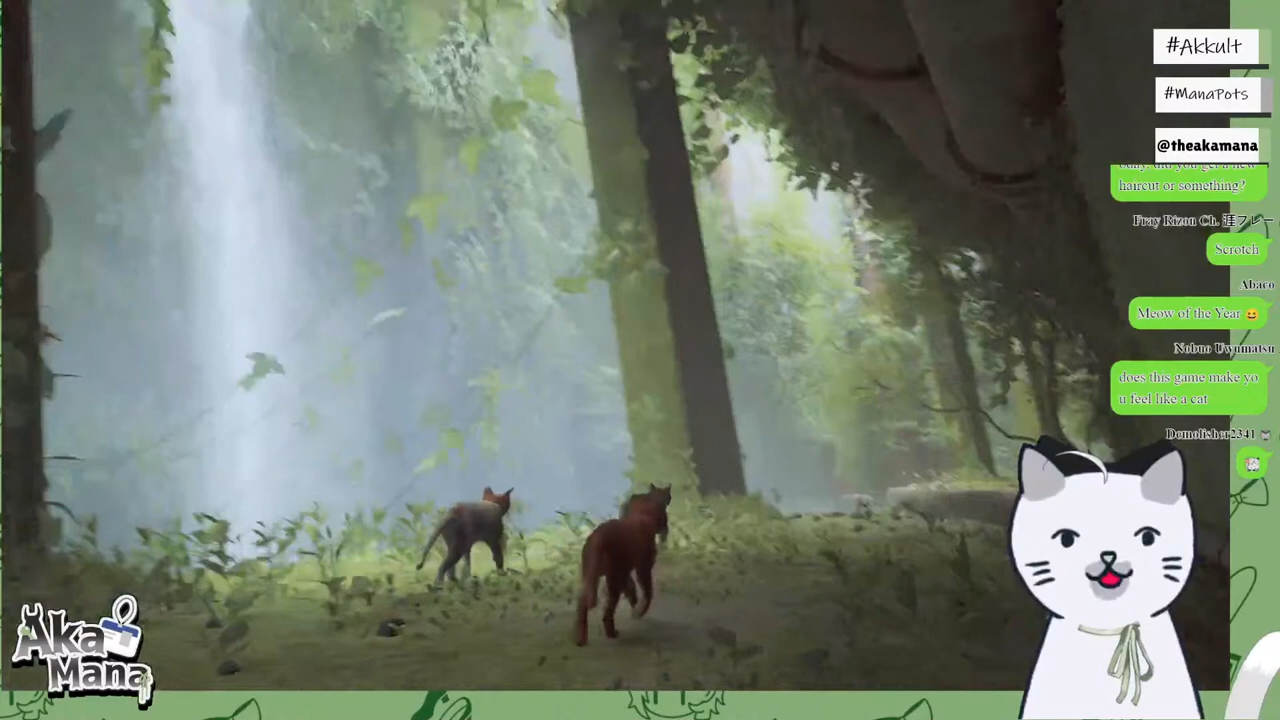 #Akkult
#ManaPots
@theakamana
haircut or something?
Fray Rizon Ch. 涯フレー
Scrotch
Abaco
Meow of the Year 😆
Nobuo Uwumatsu
does this game make yo
u feel like a cat
Demolisher2341
Aka
Mana